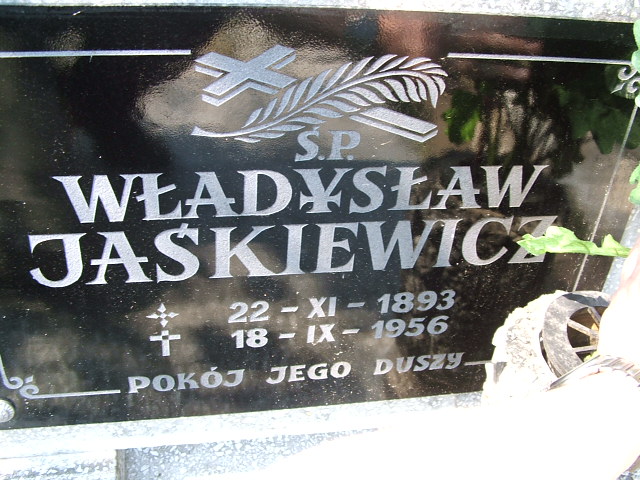 Ś.P.
WŁADYSŁAW
JAŚKIEWICZ
22 - XI - 1893
18 - IX - 1956
POKÓJ JEGO DUSZY